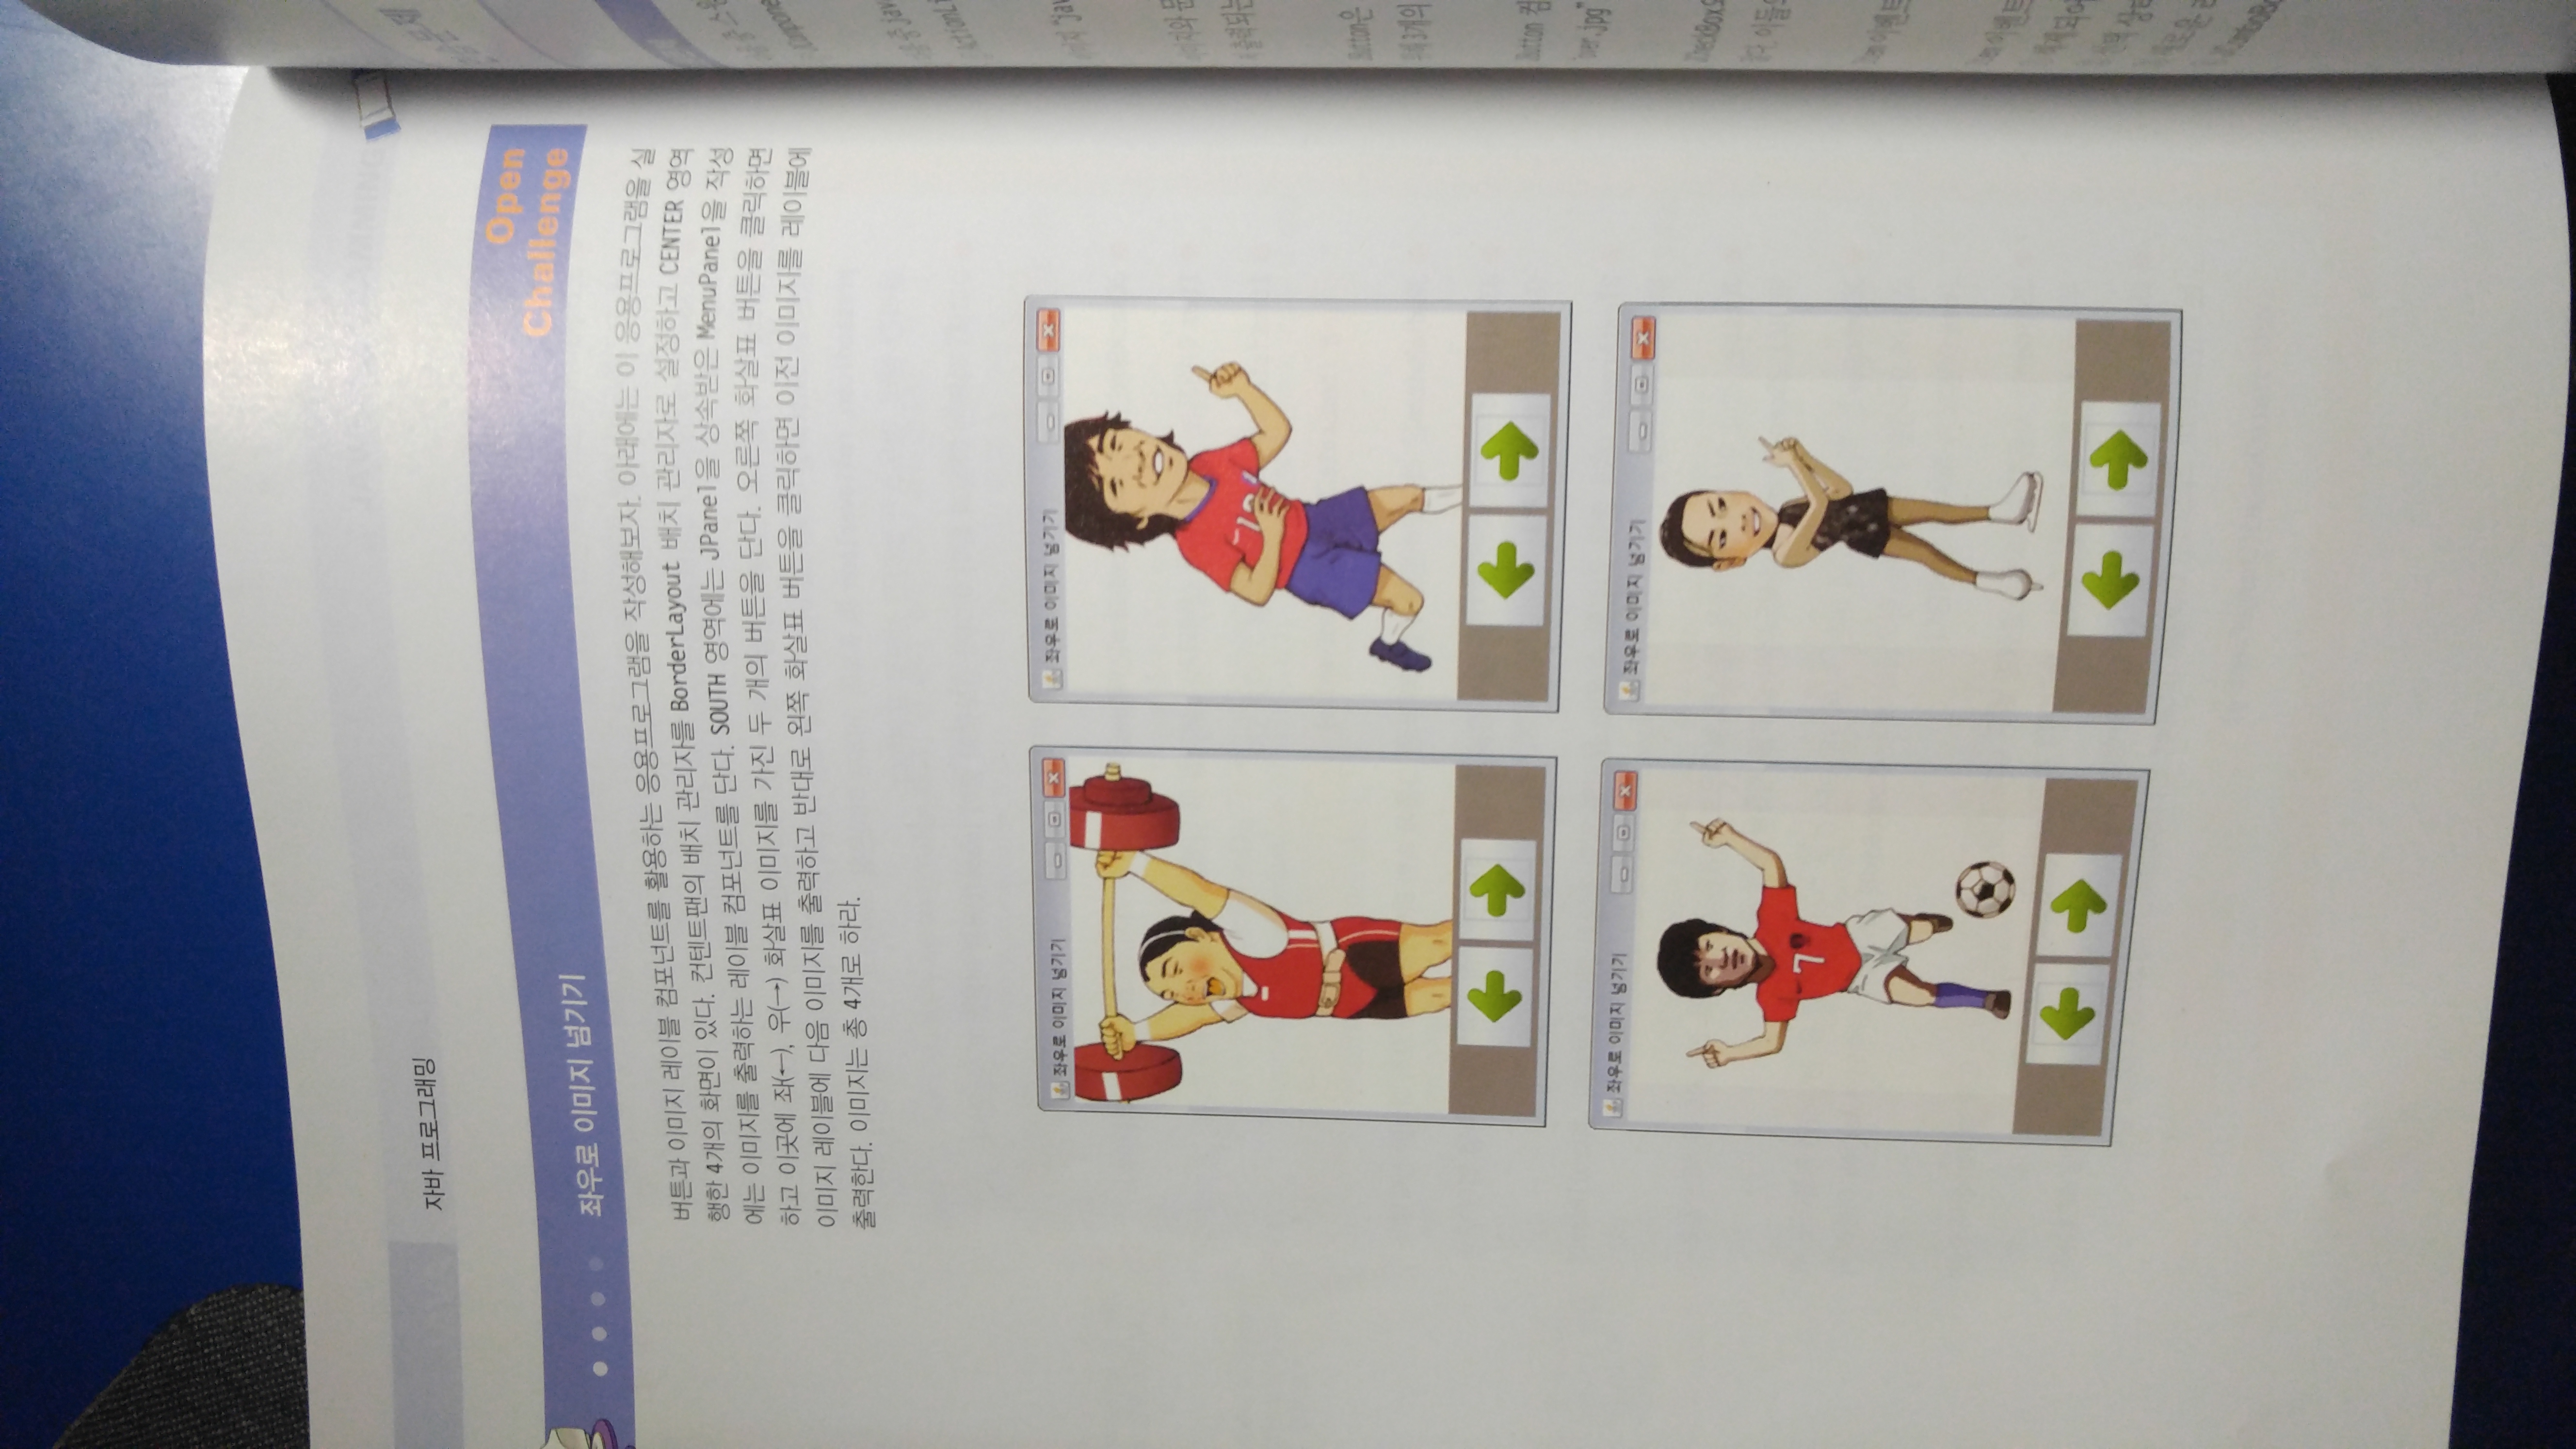 자바 프로그래밍
Open
Challenge
좌우로 이미지 넘기기
버튼과 이미지 레이블 컴포넌트를 활용하는 응용프로그램을 작성해보자. 아래에는 이 응용프로그램을 실
행한 4개의 화면이 있다. 컨텐트팬의 배치 관리자를 BorderLayout 배치 관리자로 설정하고 CENTER 영역
에는 이미지를 출력하는 레이블 컴포넌트를 단다. SOUTH 영역에는 JPanel을 상속받은 MenuPanel을 작성
하고 이곳에 좌(←), 우(→) 화살표 이미지를 가진 두 개의 버튼을 단다. 오른쪽 화살표 버튼을 클릭하면
이미지 레이블에 다음 이미지를 출력하고 반대로 왼쪽 화살표 버튼을 클릭하면 이전 이미지를 레이블에
출력한다. 이미지는 총 4개로 하라.
좌우로 이미지 넘기기
좌우로 이미지 넘기기
좌우로 이미지 넘기기
7
좌우로 이미지 넘기기